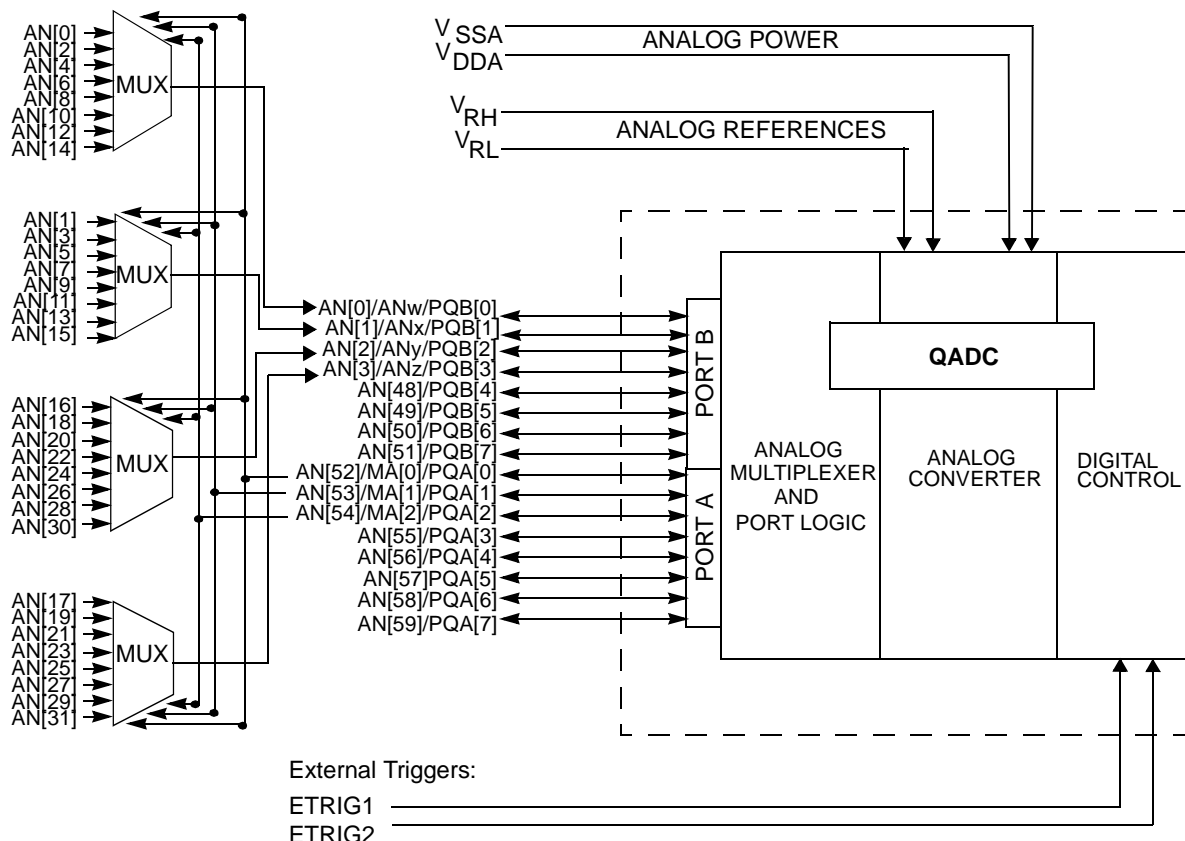 AN[0]
AN[2]
AN[4]
AN[6]
AN[8]
AN[10]
AN[12]
AN[14]
MUX
AN[1]
AN[3]
AN[5]
AN[7]
AN[9]
AN[11]
AN[13]
AN[15]
MUX
AN[16]
AN[18]
AN[20]
AN[22]
AN[24]
AN[26]
AN[28]
AN[30]
MUX
AN[17]
AN[19]
AN[21]
AN[23]
AN[25]
AN[27]
AN[29]
AN[31]
MUX
VSSA
VDDA
ANALOG POWER
VRH
VRL
ANALOG REFERENCES
AN[0]/ANw/PQB[0]
AN[1]/ANx/PQB[1]
AN[2]/ANy/PQB[2]
AN[3]/ANz/PQB[3]
AN[48]/PQB[4]
AN[49]/PQB[5]
AN[50]/PQB[6]
AN[51]/PQB[7]
AN[52]/MA[0]/PQA[0]
AN[53]/MA[1]/PQA[1]
AN[54]/MA[2]/PQA[2]
AN[55]/PQA[3]
AN[56]/PQA[4]
AN[57]PQA[5]
AN[58]/PQA[6]
AN[59]/PQA[7]
PORT B
PORT A
QADC
ANALOG
MULTIPLEXER
AND
PORT LOGIC
ANALOG
CONVERTER
DIGITAL
CONTROL
External Triggers:
ETRIG1
ETRIG2